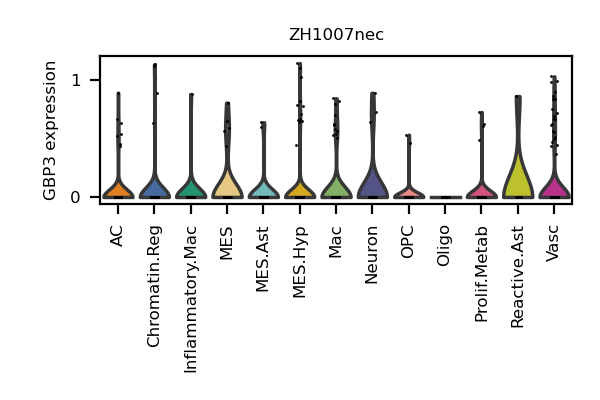 ZH1007nec
GBP3 expression
1
0
AC
Chromatin.Reg
Inflammatory.Mac
MES
MES.Ast
MES.Hyp
Mac
Neuron
OPC
Oligo
Prolif.Metab
Reactive.Ast
Vasc